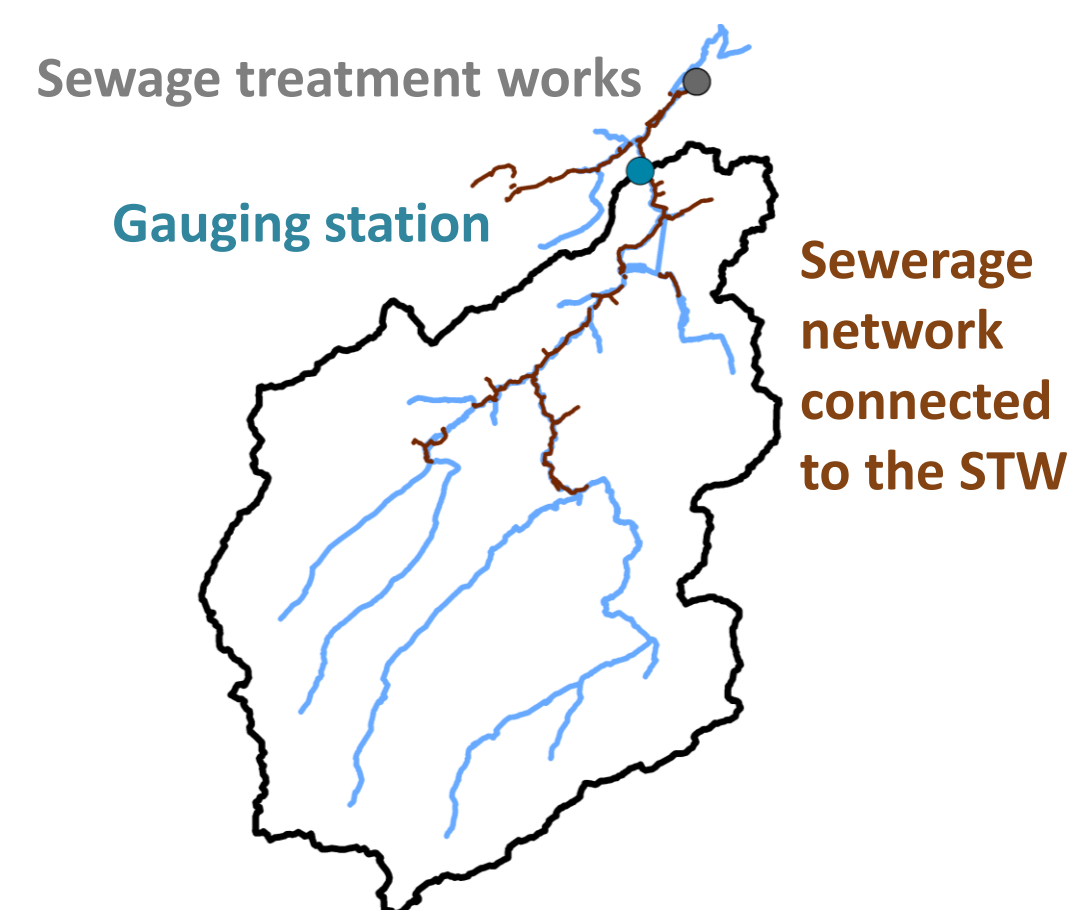 Sewage treatment works
Gauging station
Sewerage
network
connected
to the STW